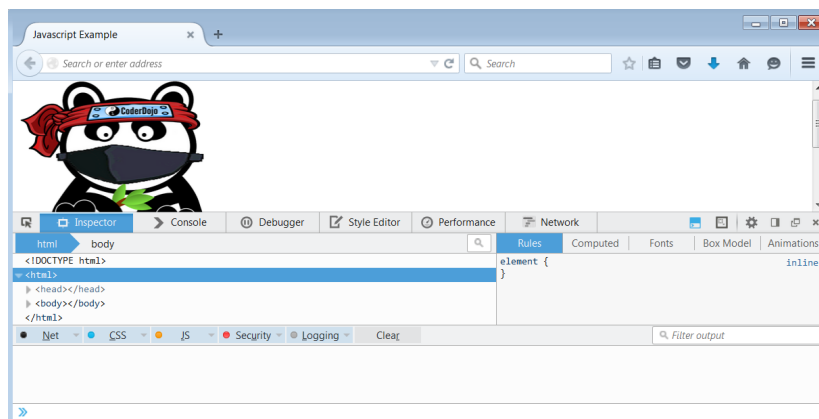 Javascript Example
Search or enter address
Search
CoderDojo
Inspector Console Debugger Style Editor Performance Network
html body
Rules Computed Fonts Box Model Animations
<!DOCTYPE html>
<html>
<head></head>
<body></body>
</html>
element {
}
inline
Net CSS JS Security Logging Clear
Filter output